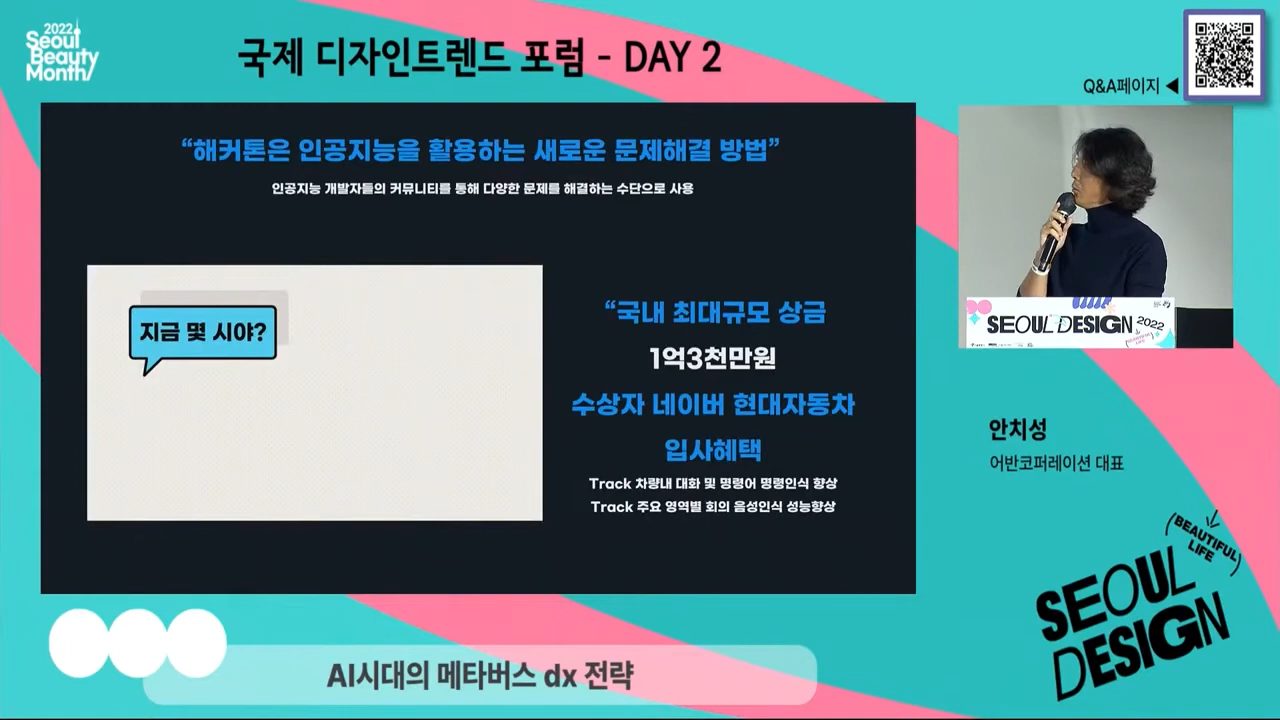 2022
Seoul
Beauty
Month/
국제 디자인트렌드 포럼 - DAY 2
Q&A페이지 ◀
“해커톤은 인공지능을 활용하는 새로운 문제해결 방법”
인공지능 개발자들의 커뮤니티를 통해 다양한 문제를 해결하는 수단으로 사용
지금 몇 시야?
“국내 최대규모 상금
1억3천만원
수상자 네이버 현대자동차
입사혜택
Track 차량내 대화 및 명령어 명령인식 향상
Track 주요 영역별 회의 음성인식 성능향상
SEOUL DESIGN 2022
안치성
어반코퍼레이션 대표
(BEAUTIFUL
LIFE)
SEOUL
DESIGN
AI시대의 메타버스 dx 전략